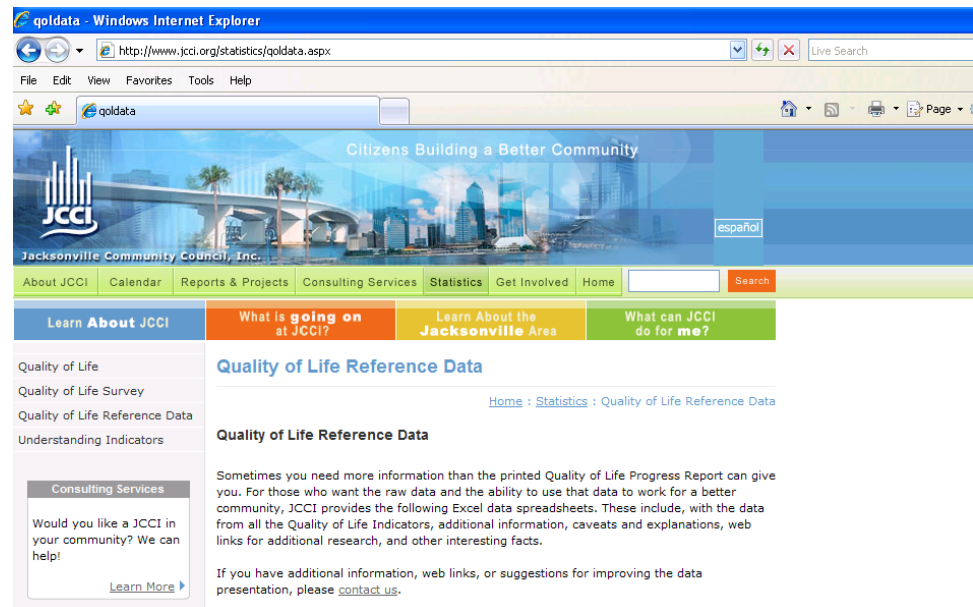 qoldata - Windows Internet Explorer
http://www.jcci.org/statistics/qoldata.aspx
Live Search
File Edit View Favorites Tools Help
qoldata
Page
Citizens Building a Better Community
JCCI
español
Jacksonville Community Council, Inc.
About JCCI Calendar Reports & Projects Consulting Services Statistics Get Involved Home Search
Learn About JCCI
What is going on
at JCCI?
Learn About the
Jacksonville Area
What can JCCI
do for me?
Quality of Life
Quality of Life Survey
Quality of Life Reference Data
Understanding Indicators
Consulting Services
Would you like a JCCI in
your community? We can
help!
Learn More
Quality of Life Reference Data
Home : Statistics : Quality of Life Reference Data
Quality of Life Reference Data
Sometimes you need more information than the printed Quality of Life Progress Report can give
you. For those who want the raw data and the ability to use that data to work for a better
community, JCCI provides the following Excel data spreadsheets. These include, with the data
from all the Quality of Life Indicators, additional information, caveats and explanations, web
links for additional research, and other interesting facts.
If you have additional information, web links, or suggestions for improving the data
presentation, please contact us.